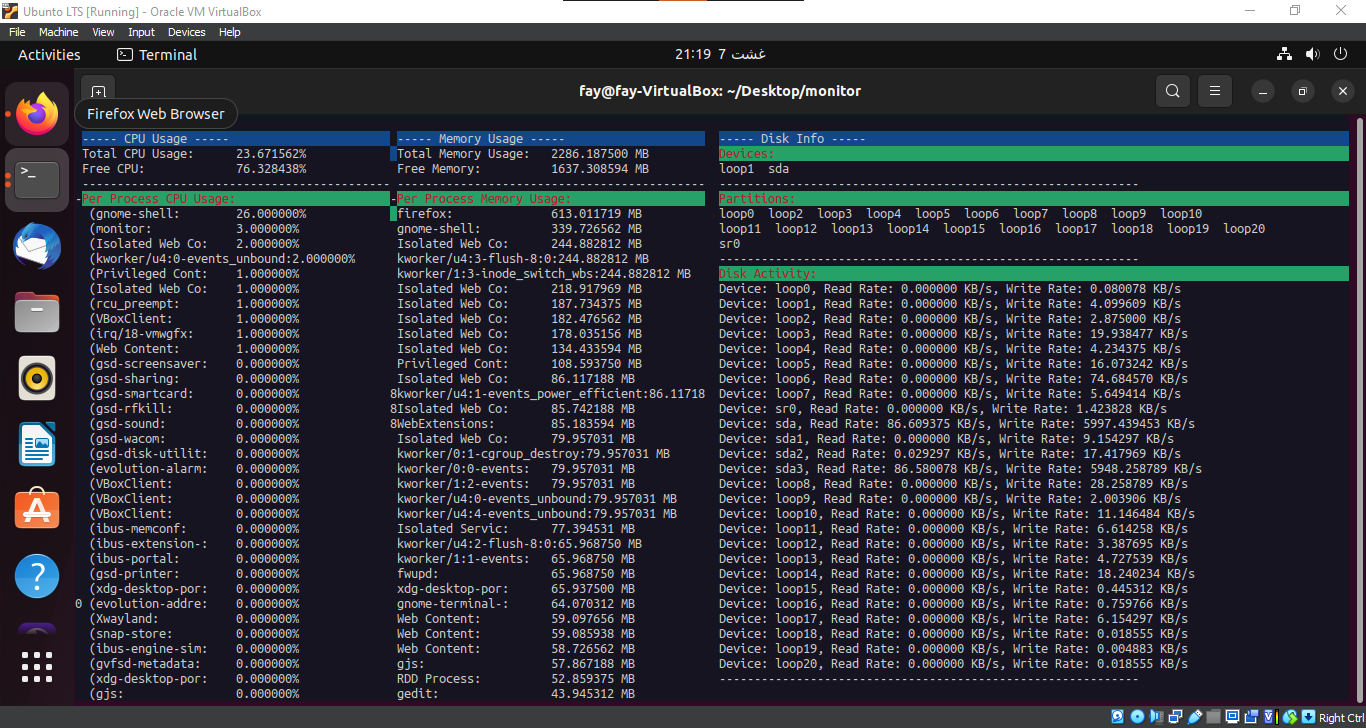 Ubunto LTS [Running] - Oracle VM VirtualBox
File Machine View Input Devices Help
Activities Terminal 21:19 7 غشت
fay@fay-VirtualBox: ~/Desktop/monitor
Firefox Web Browser
----- CPU Usage -----
Total CPU Usage: 23.671562%
Free CPU: 76.328438%
--------------------------------------------
-Per Process CPU Usage:
(gnome-shell: 26.000000%
(monitor: 3.000000%
(Isolated Web Co: 2.000000%
(kworker/u4:0-events_unbound:2.000000%
(Privileged Cont: 1.000000%
(Isolated Web Co: 1.000000%
(rcu_preempt: 1.000000%
(VBoxClient: 1.000000%
(irq/18-vmwgfx: 1.000000%
(Web Content: 1.000000%
(gsd-screensaver: 0.000000%
(gsd-sharing: 0.000000%
(gsd-smartcard: 0.000000%
(gsd-rfkill: 0.000000%
(gsd-sound: 0.000000%
(gsd-wacom: 0.000000%
(gsd-disk-utilit: 0.000000%
(evolution-alarm: 0.000000%
(VBoxClient: 0.000000%
(VBoxClient: 0.000000%
(VBoxClient: 0.000000%
(ibus-memconf: 0.000000%
(ibus-extension-: 0.000000%
(ibus-portal: 0.000000%
(gsd-printer: 0.000000%
(xdg-desktop-por: 0.000000%
0 (evolution-addre: 0.000000%
(Xwayland: 0.000000%
(snap-store: 0.000000%
(ibus-engine-sim: 0.000000%
(gvfsd-metadata: 0.000000%
(xdg-desktop-por: 0.000000%
(gjs: 0.000000%
----- Memory Usage -----
Total Memory Usage: 2286.187500 MB
Free Memory: 1637.308594 MB
--------------------------------------------
-Per Process Memory Usage:
firefox: 613.011719 MB
gnome-shell: 339.726562 MB
Isolated Web Co: 244.882812 MB
kworker/u4:3-flush-8:0:244.882812 MB
kworker/1:3-inode_switch_wbs:244.882812 MB
Isolated Web Co: 218.917969 MB
Isolated Web Co: 187.734375 MB
Isolated Web Co: 182.476562 MB
Isolated Web Co: 178.035156 MB
Isolated Web Co: 134.433594 MB
Privileged Cont: 108.593750 MB
Isolated Web Co: 86.117188 MB
8kworker/u4:1-events_power_efficient:86.11718
8Isolated Web Co: 85.742188 MB
8WebExtensions: 85.183594 MB
Isolated Web Co: 79.957031 MB
kworker/0:1-cgroup_destroy:79.957031 MB
kworker/0:0-events: 79.957031 MB
kworker/1:2-events: 79.957031 MB
kworker/u4:0-events_unbound:79.957031 MB
kworker/u4:4-events_unbound:79.957031 MB
Isolated Servic: 77.394531 MB
kworker/u4:2-flush-8:0:65.968750 MB
kworker/1:1-events: 65.968750 MB
fwupd: 65.968750 MB
xdg-desktop-por: 65.937500 MB
gnome-terminal-: 64.070312 MB
Web Content: 59.097656 MB
Web Content: 59.085938 MB
Web Content: 58.726562 MB
gjs: 57.867188 MB
RDD Process: 52.859375 MB
gedit: 43.945312 MB
----- Disk Info -----
Devices:
loop1 sda
------------------------------------------------------------
Partitions:
loop0 loop2 loop3 loop4 loop5 loop6 loop7 loop8 loop9 loop10
loop11 loop12 loop13 loop14 loop15 loop16 loop17 loop18 loop19 loop20
sr0
------------------------------------------------------------
Disk Activity:
Device: loop0, Read Rate: 0.000000 KB/s, Write Rate: 0.080078 KB/s
Device: loop1, Read Rate: 0.000000 KB/s, Write Rate: 4.099609 KB/s
Device: loop2, Read Rate: 0.000000 KB/s, Write Rate: 2.875000 KB/s
Device: loop3, Read Rate: 0.000000 KB/s, Write Rate: 19.938477 KB/s
Device: loop4, Read Rate: 0.000000 KB/s, Write Rate: 4.234375 KB/s
Device: loop5, Read Rate: 0.000000 KB/s, Write Rate: 16.073242 KB/s
Device: loop6, Read Rate: 0.000000 KB/s, Write Rate: 74.684570 KB/s
Device: loop7, Read Rate: 0.000000 KB/s, Write Rate: 5.649414 KB/s
Device: sr0, Read Rate: 0.000000 KB/s, Write Rate: 1.423828 KB/s
Device: sda, Read Rate: 86.609375 KB/s, Write Rate: 5997.439453 KB/s
Device: sda1, Read Rate: 0.000000 KB/s, Write Rate: 9.154297 KB/s
Device: sda2, Read Rate: 0.029297 KB/s, Write Rate: 17.417969 KB/s
Device: sda3, Read Rate: 86.580078 KB/s, Write Rate: 5948.258789 KB/s
Device: loop8, Read Rate: 0.000000 KB/s, Write Rate: 28.258789 KB/s
Device: loop9, Read Rate: 0.000000 KB/s, Write Rate: 2.003906 KB/s
Device: loop10, Read Rate: 0.000000 KB/s, Write Rate: 11.146484 KB/s
Device: loop11, Read Rate: 0.000000 KB/s, Write Rate: 6.614258 KB/s
Device: loop12, Read Rate: 0.000000 KB/s, Write Rate: 3.387695 KB/s
Device: loop13, Read Rate: 0.000000 KB/s, Write Rate: 4.727539 KB/s
Device: loop14, Read Rate: 0.000000 KB/s, Write Rate: 18.240234 KB/s
Device: loop15, Read Rate: 0.000000 KB/s, Write Rate: 0.445312 KB/s
Device: loop16, Read Rate: 0.000000 KB/s, Write Rate: 0.759766 KB/s
Device: loop17, Read Rate: 0.000000 KB/s, Write Rate: 6.154297 KB/s
Device: loop18, Read Rate: 0.000000 KB/s, Write Rate: 0.018555 KB/s
Device: loop19, Read Rate: 0.000000 KB/s, Write Rate: 0.004883 KB/s
Device: loop20, Read Rate: 0.000000 KB/s, Write Rate: 0.018555 KB/s
------------------------------------------------------------
Right Ctrl